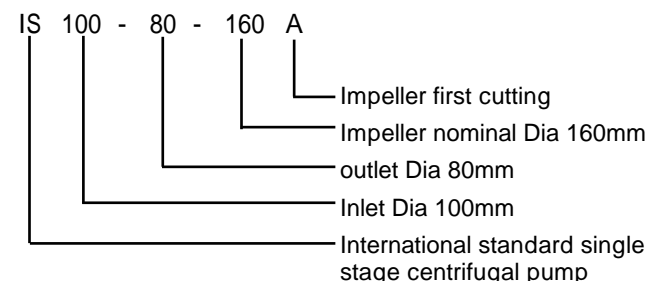 IS 100 - 80 - 160 A
Impeller first cutting
Impeller nominal Dia 160mm
outlet Dia 80mm
Inlet Dia 100mm
International standard single
stage centrifugal pump